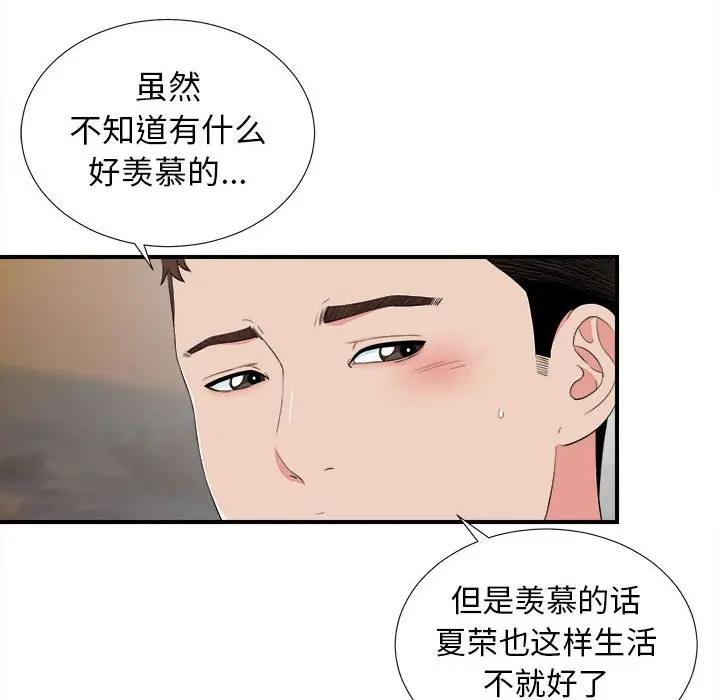 虽然
不知道有什么
好羡慕的...
但是羡慕的话
夏荣也这样生活
不就好了